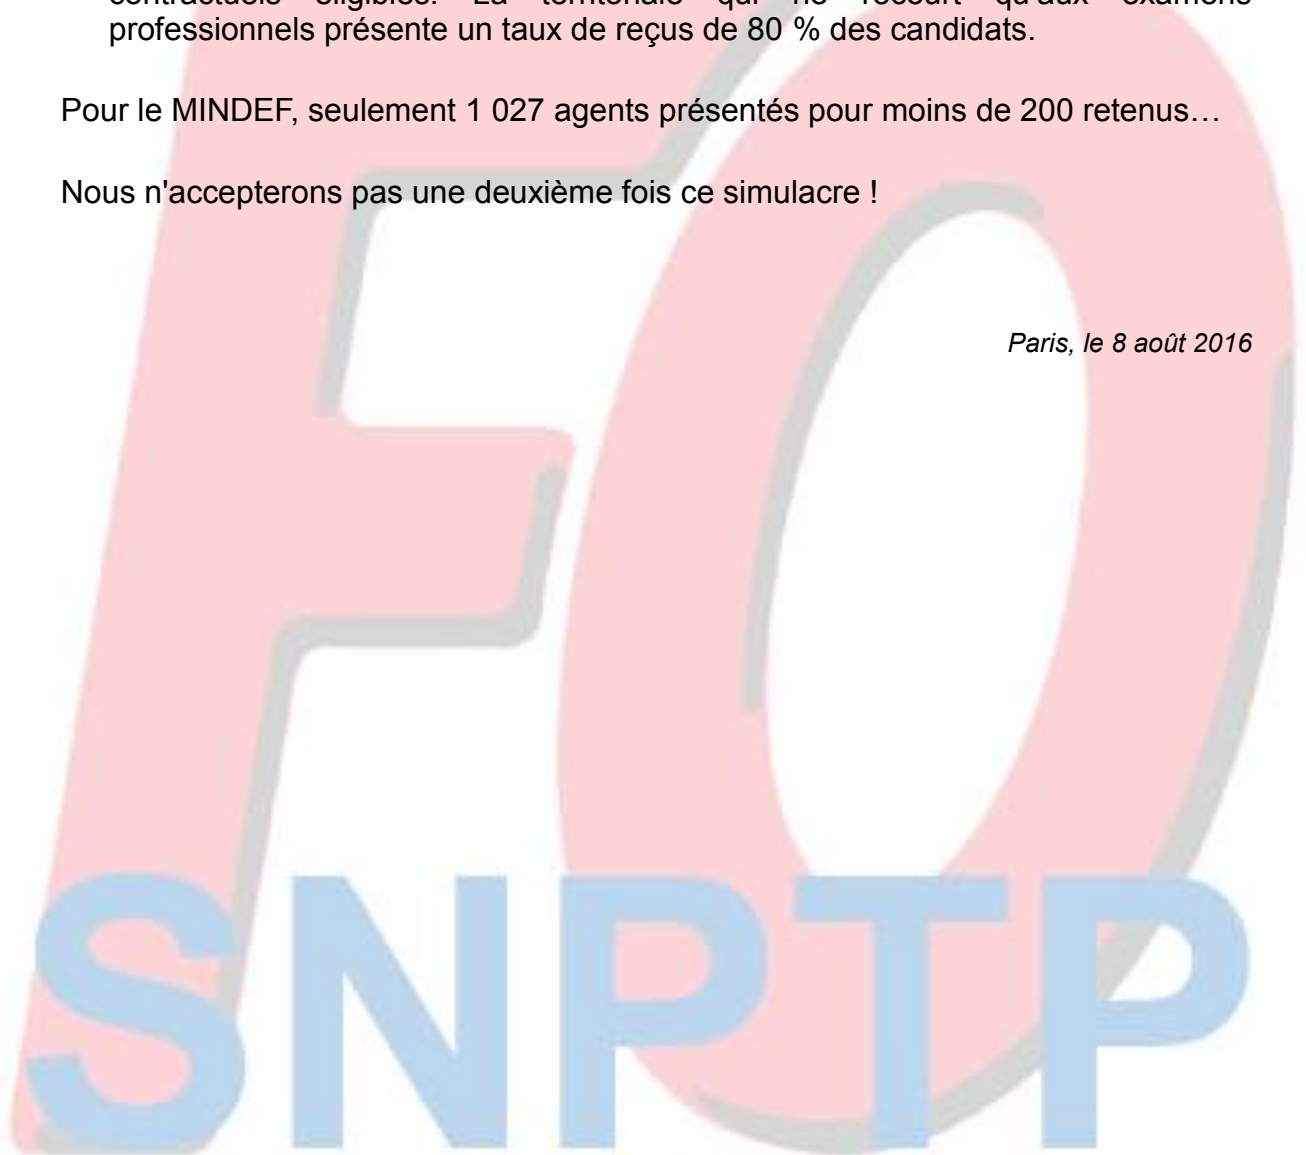 contractuels éligibles. La territoriale qui ne recourt qu'aux examens
professionnels présente un taux de reçus de 80 % des candidats.
Pour le MINDEF, seulement 1 027 agents présentés pour moins de 200 retenus…
Nous n'accepterons pas une deuxième fois ce simulacre !
Paris, le 8 août 2016
FO
SNPTP